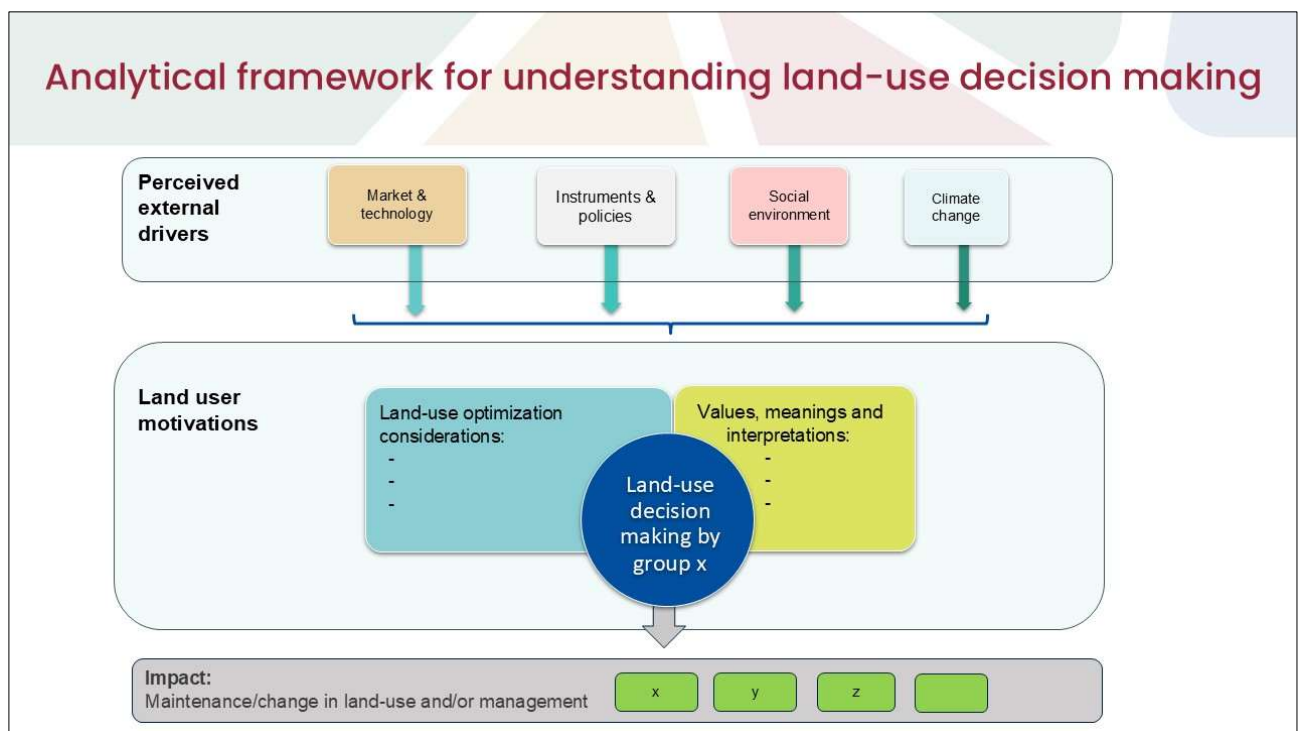 Analytical framework for understanding land-use decision making
Perceived
external
drivers
Market &
technology
Instruments &
policies
Social
environment
Climate
change
Land user
motivations
Land-use optimization
considerations:
-
-
-
Values, meanings and
interpretations:
-
-
-
Land-use
decision
making by
group x
Impact:
Maintenance/change in land-use and/or management
x
y
z